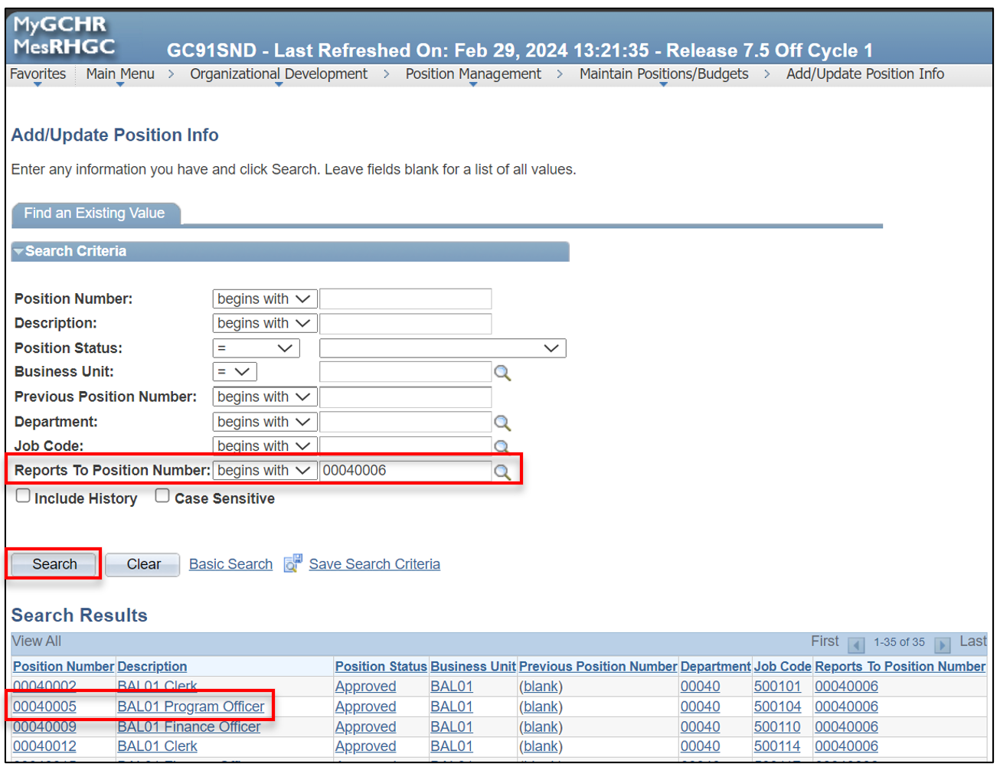 MyGCHR
MesRHGC
GC91SND - Last Refreshed On: Feb 29, 2024 13:21:35 - Release 7.5 Off Cycle 1
Favorites Main Menu > Organizational Development > Position Management > Maintain Positions/Budgets > Add/Update Position Info
Add/Update Position Info
Enter any information you have and click Search. Leave fields blank for a list of all values.
Find an Existing Value
Search Criteria
Position Number: begins with
Description: begins with
Position Status: =
Business Unit: =
Previous Position Number: begins with
Department: begins with
Job Code: begins with
Reports To Position Number: begins with 00040006
Include History Case Sensitive
Search Clear Basic Search Save Search Criteria
Search Results
View All First 1-35 of 35 Last
Position Number Description Position Status Business Unit Previous Position Number Department Job Code Reports To Position Number
00040002 BAL01 Clerk Approved BAL01 (blank) 00040 500101 00040006
00040005 BAL01 Program Officer Approved BAL01 (blank) 00040 500104 00040006
00040009 BAL01 Finance Officer Approved BAL01 (blank) 00040 500110 00040006
00040012 BAL01 Clerk Approved BAL01 (blank) 00040 500114 00040006